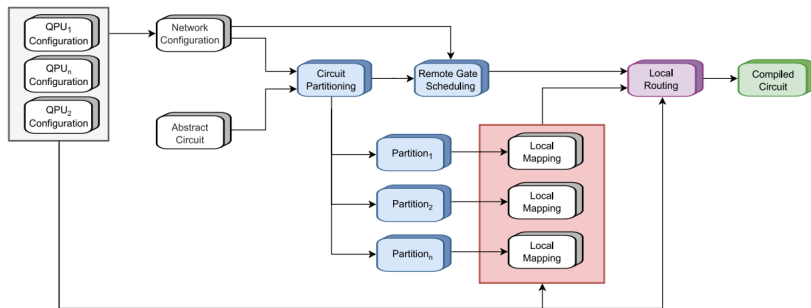 QPU₁
Configuration
QPUₙ
Configuration
QPU₂
Configuration
Network
Configuration
Abstract
Circuit
Circuit
Partitioning
Remote Gate
Scheduling
Local
Routing
Compiled
Circuit
Partition₁
Local
Mapping
Partition₂
Local
Mapping
Partitionₙ
Local
Mapping